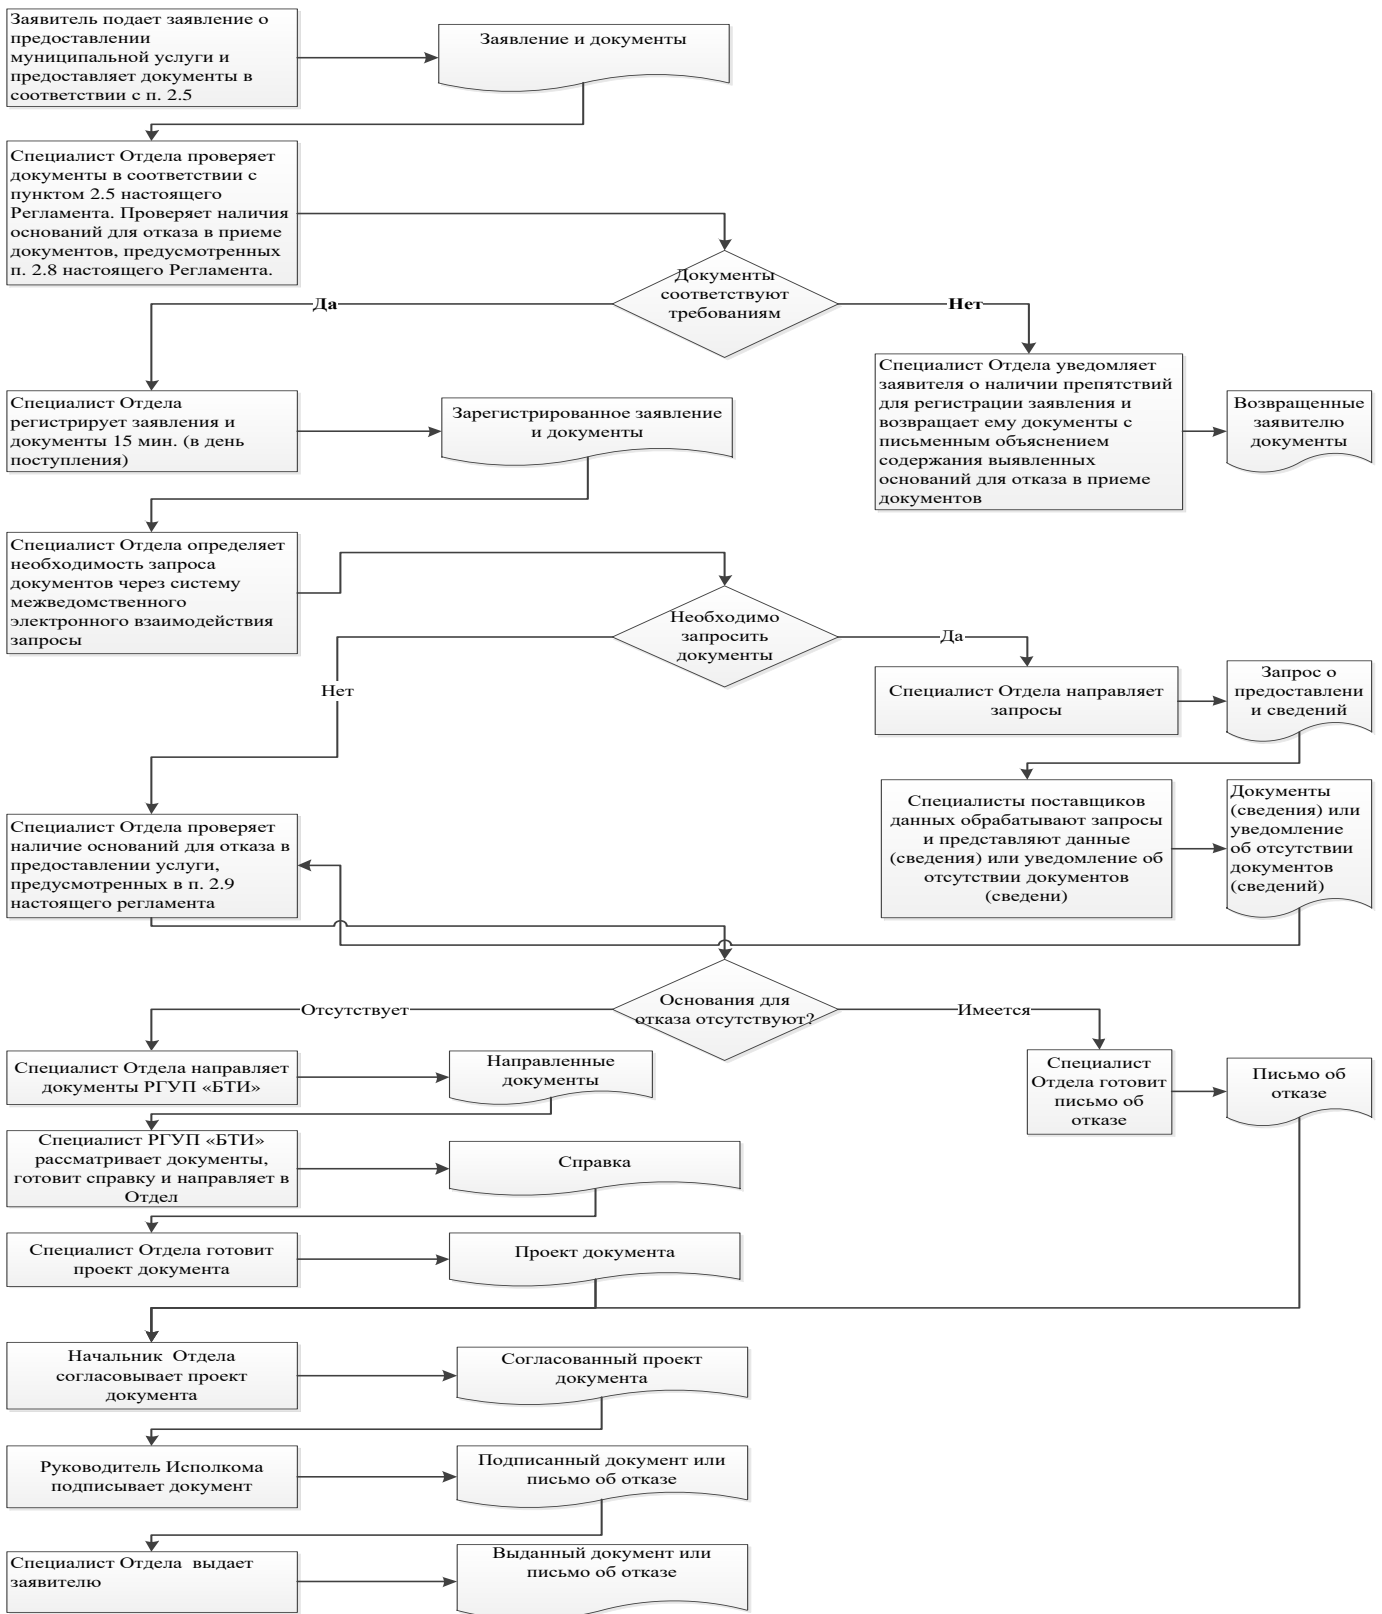 Заявитель подает заявление о
предоставлении
муниципальной услуги и
предоставляет документы в
соответствии с п. 2.5
Заявление и документы
Специалист Отдела проверяет
документы в соответствии с
пунктом 2.5 настоящего
Регламента. Проверяет наличия
оснований для отказа в приеме
документов, предусмотренных
п. 2.8 настоящего Регламента.
Документы
соответствуют
требованиям
Да
Нет
Специалист Отдела
регистрирует заявления и
документы 15 мин. (в день
поступления)
Зарегистрированное заявление
и документы
Специалист Отдела уведомляет
заявителя о наличии препятствий
для регистрации заявления и
возвращает ему документы с
письменным объяснением
содержания выявленных
оснований для отказа в приеме
документов
Возвращенные
заявителю
документы
Специалист Отдела определяет
необходимость запроса
документов через систему
межведомственного
электронного взаимодействия
запросы
Необходимо
запросить
документы
Да
Нет
Специалист Отдела направляет
запросы
Запрос о
предоставлени
и сведений
Специалисты поставщиков
данных обрабатывают запросы
и представляют данные
(сведения) или уведомление об
отсутствии документов
(сведени)
Документы
(сведения) или
уведомление
об отсутствии
документов
(сведений)
Специалист Отдела проверяет
наличие оснований для отказа в
предоставлении услуги,
предусмотренных в п. 2.9
настоящего регламента
Основания для
отказа отсутствуют?
Отсутствует
Имеется
Специалист Отдела направляет
документы РГУП «БТИ»
Направленные
документы
Специалист
Отдела готовит
письмо об
отказе
Письмо об
отказе
Специалист РГУП «БТИ»
рассматривает документы,
готовит справку и направляет в
Отдел
Справка
Специалист Отдела готовит
проект документа
Проект документа
Начальник  Отдела
согласовывает проект
документа
Согласованный проект
документа
Руководитель Исполкома
подписывает документ
Подписанный документ или
письмо об отказе
Специалист Отдела  выдает
заявителю
Выданный документ или
письмо об отказе